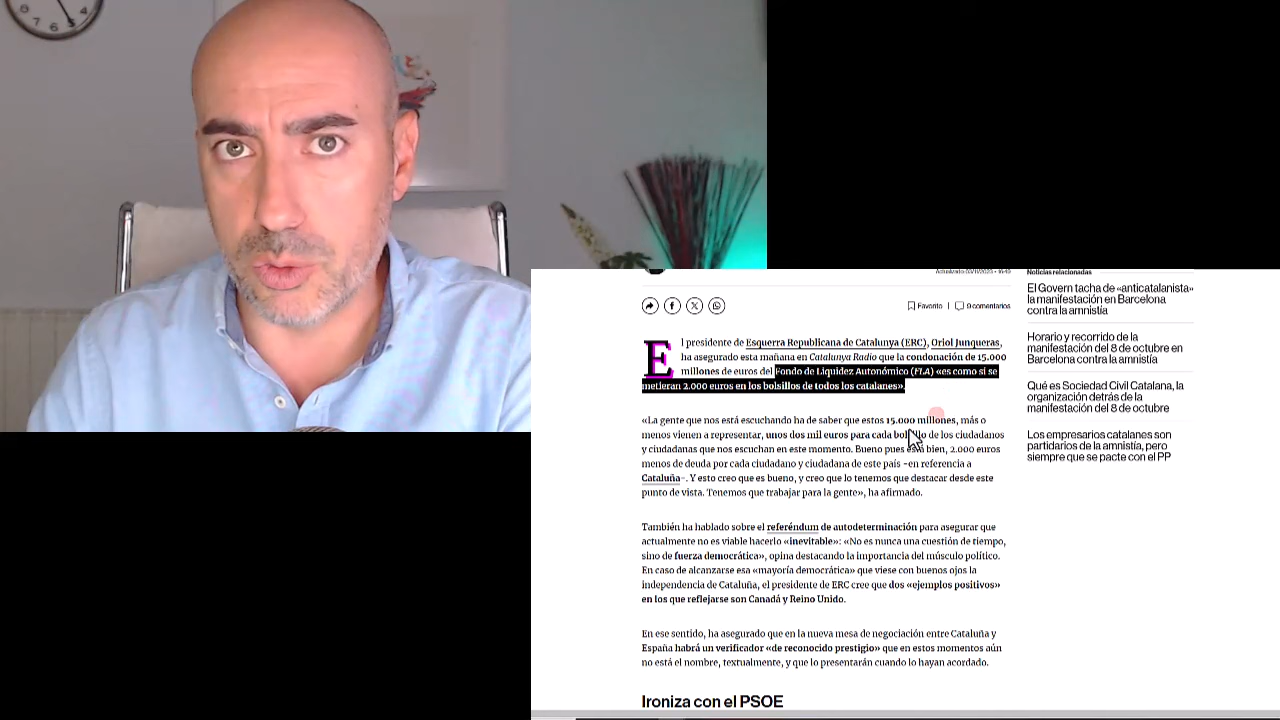 Actualizado: 03/11/2023 • 16:49
Favorito | 9 comentarios
El presidente de Esquerra Republicana de Catalunya (ERC), Oriol Junqueras,
ha asegurado esta mañana en Catalunya Radio que la condonación de 15.000
millones de euros del Fondo de Liquidez Autonómico (FLA) «es como si se
metieran 2.000 euros en los bolsillos de todos los catalanes».
«La gente que nos está escuchando ha de saber que estos 15.000 millones, más o
menos vienen a representar, unos dos mil euros para cada bolsillo de los ciudadanos
y ciudadanas que nos escuchan en este momento. Bueno pues está bien, 2.000 euros
menos de deuda por cada ciudadano y ciudadana de este país -en referencia a
Cataluña-. Y esto creo que es bueno, y creo que lo tenemos que destacar desde este
punto de vista. Tenemos que trabajar para la gente», ha afirmado.
También ha hablado sobre el referéndum de autodeterminación para asegurar que
actualmente no es viable hacerlo «inevitable»: «No es nunca una cuestión de tiempo,
sino de fuerza democrática», opina destacando la importancia del músculo político.
En caso de alcanzarse esa «mayoría democrática» que viese con buenos ojos la
independencia de Cataluña, el presidente de ERC cree que dos «ejemplos positivos»
en los que reflejarse son Canadá y Reino Unido.
En ese sentido, ha asegurado que en la nueva mesa de negociación entre Cataluña y
España habrá un verificador «de reconocido prestigio» que en estos momentos aún
no está el nombre, textualmente, y que lo presentarán cuando lo hayan acordado.
Ironiza con el PSOE
Noticias relacionadas
El Govern tacha de «anticatalanista»
la manifestación en Barcelona
contra la amnistía
Horario y recorrido de la
manifestación del 8 de octubre en
Barcelona contra la amnistía
Qué es Sociedad Civil Catalana, la
organización detrás de la
manifestación del 8 de octubre
Los empresarios catalanes son
partidarios de la amnistía, pero
siempre que se pacte con el PP